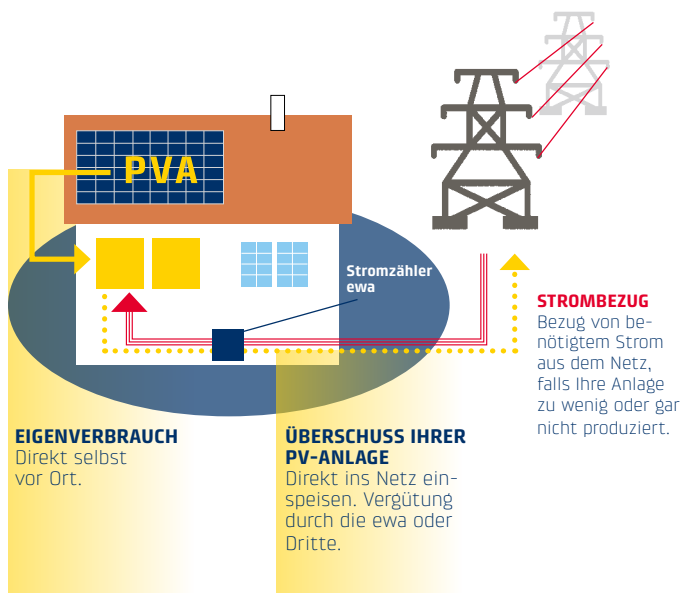 PVA
Stromzähler
ewa
STROMBEZUG
Bezug von be-
nötigtem Strom
aus dem Netz,
falls Ihre Anlage
zu wenig oder gar
nicht produziert.
EIGENVERBRAUCH
Direkt selbst
vor Ort.
ÜBERSCHUSS IHRER
PV-ANLAGE
Direkt ins Netz ein-
speisen. Vergütung
durch die ewa oder
Dritte.